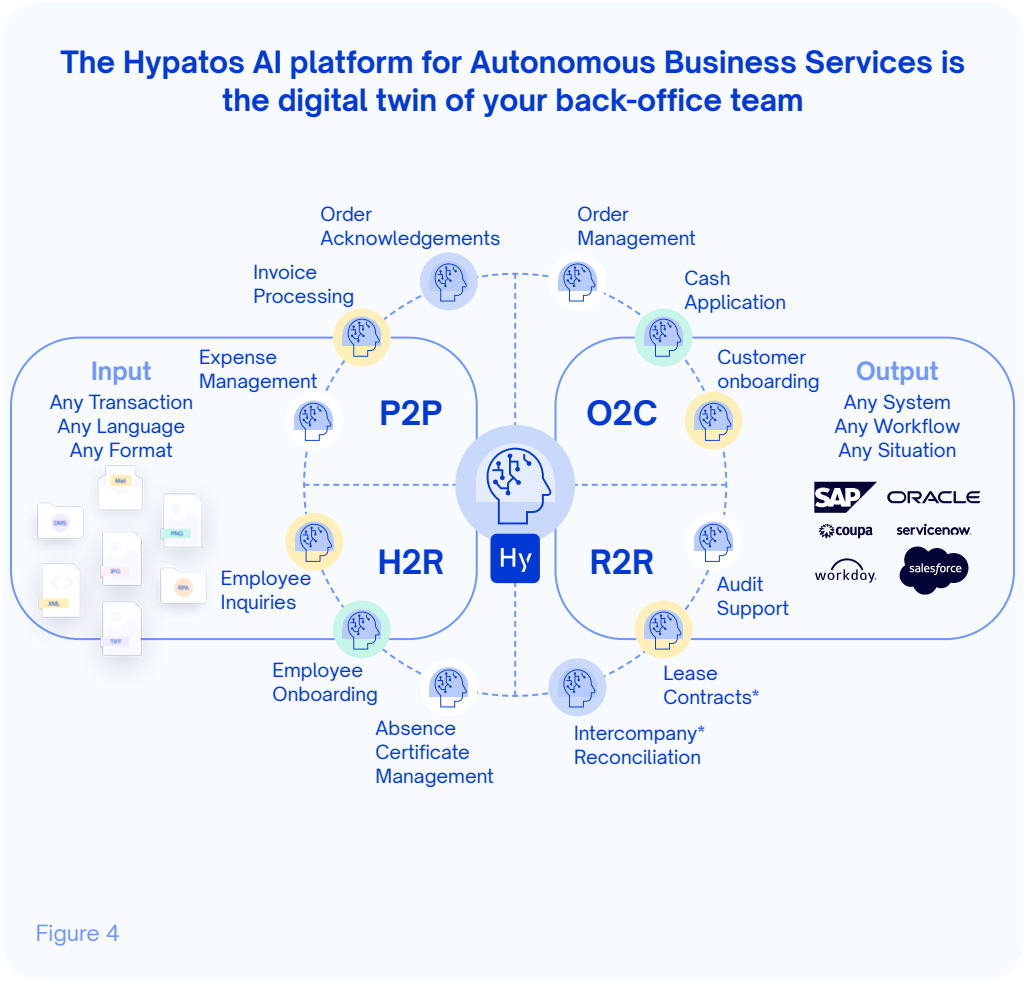 The Hypatos AI platform for Autonomous Business Services is
the digital twin of your back-office team
Order
Acknowledgements
Order
Management
Invoice
Processing
Cash
Application
Expense
Management
Customer
onboarding
Input
Any Transaction
Any Language
Any Format
Mail
DMS
PNG
JPG
XML
RPA
TIFF
P2P
O2C
Output
Any System
Any Workflow
Any Situation
SAP
ORACLE
coupa
servicenow
workday.
salesforce
H2R
Hy
R2R
Employee
Inquiries
Audit
Support
Employee
Onboarding
Lease
Contracts*
Absence
Certificate
Management
Intercompany*
Reconciliation
Figure 4